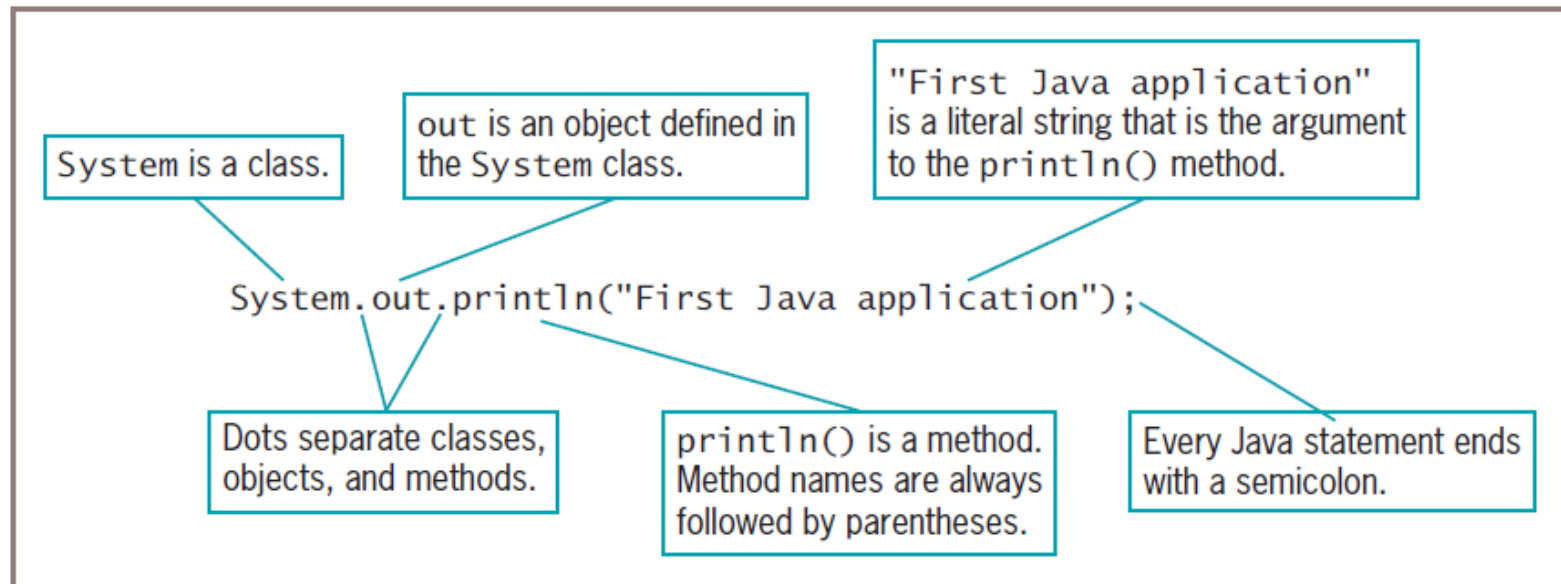 System is a class.
out is an object defined in
the System class.
"First Java application"
is a literal string that is the argument
to the println() method.
System.out.println("First Java application");
Dots separate classes,
objects, and methods.
println() is a method.
Method names are always
followed by parentheses.
Every Java statement ends
with a semicolon.